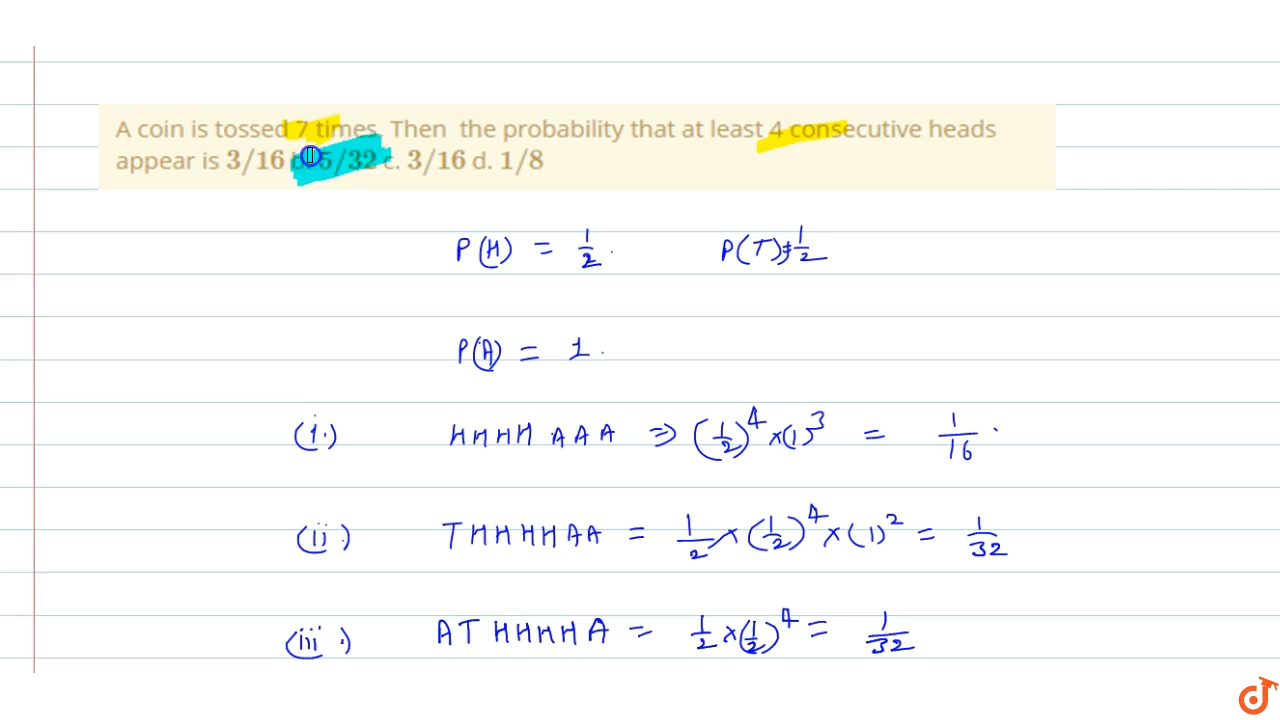 A coin is tossed 7 times. Then the probability that at least 4 consecutive heads
appear is 3/16 b. 5/32 c. 3/16 d. 1/8
P(H) = 1/2 P(T) = 1/2
P(A) = 1
(i.) HHHH AAA ⇒ (1/2)^4 × (1)^3 = 1/16
(ii.) THHHHAA = 1/2 × (1/2)^4 × (1)^2 = 1/32
(iii.) ATHHHHA = 1/2 × (1/2)^4 = 1/32